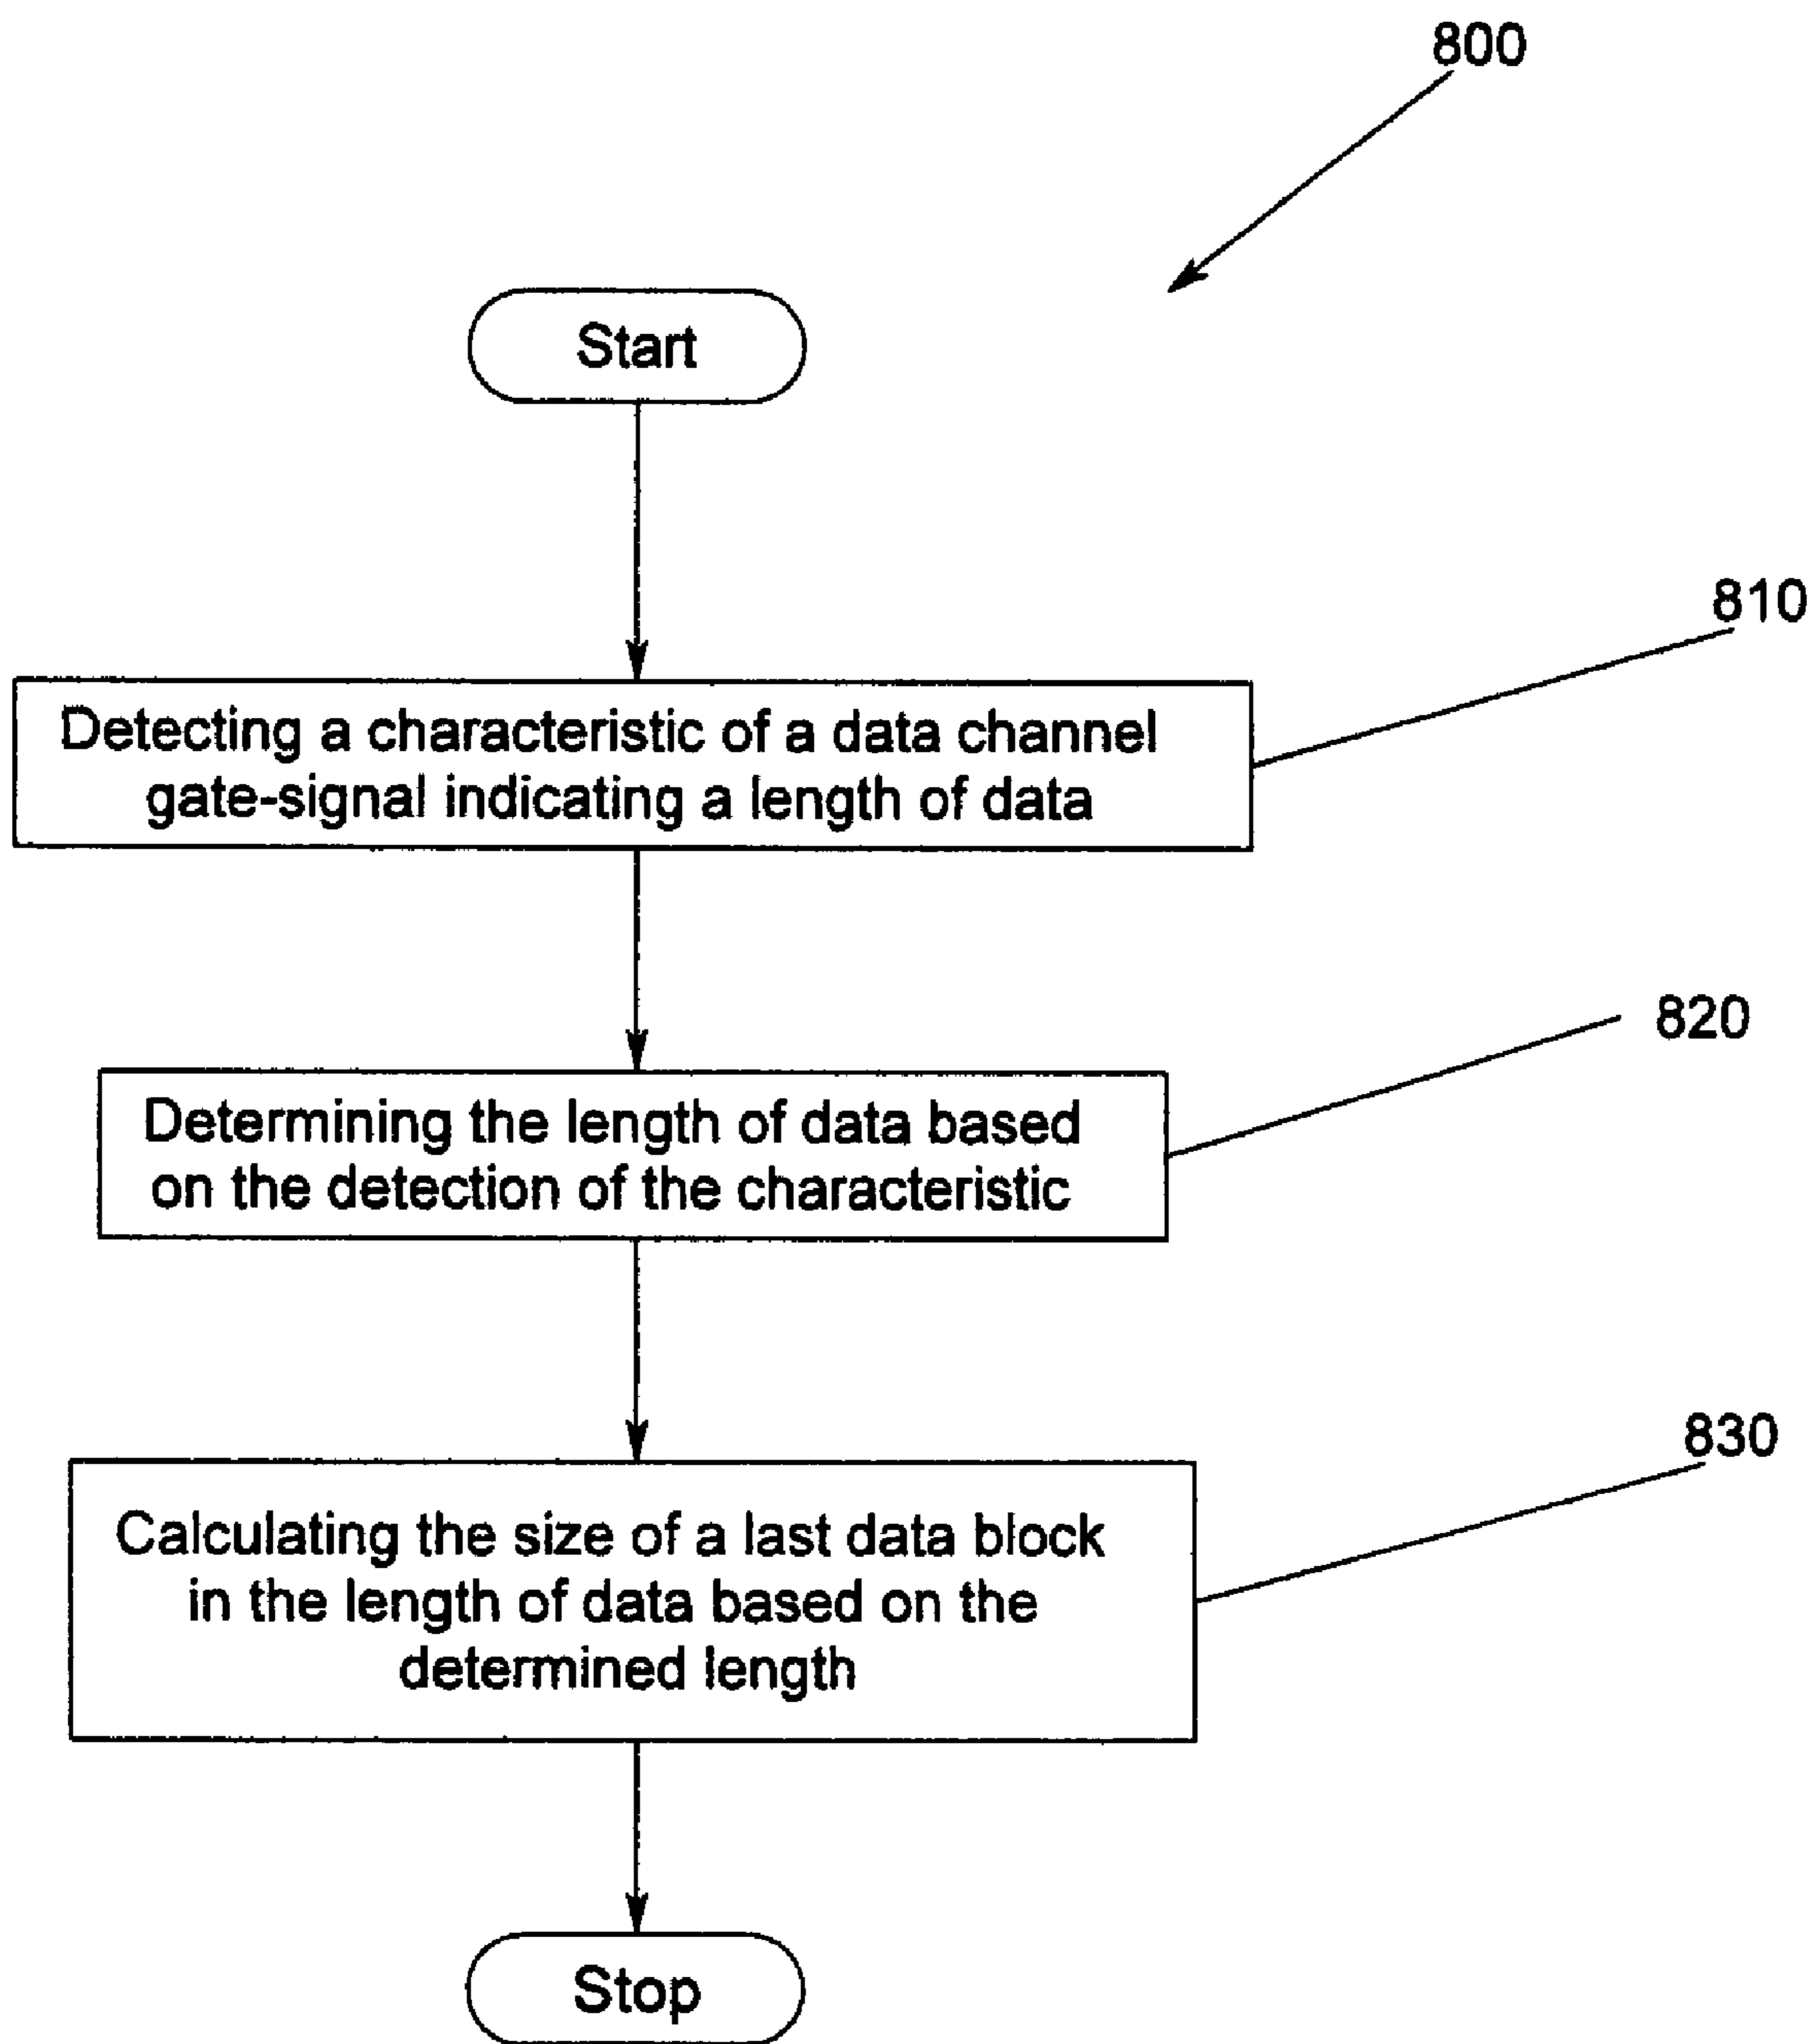 800
Start
810
Detecting a characteristic of a data channel
gate-signal indicating a length of data
820
Determining the length of data based
on the detection of the characteristic
830
Calculating the size of a last data block
in the length of data based on the
determined length
Stop